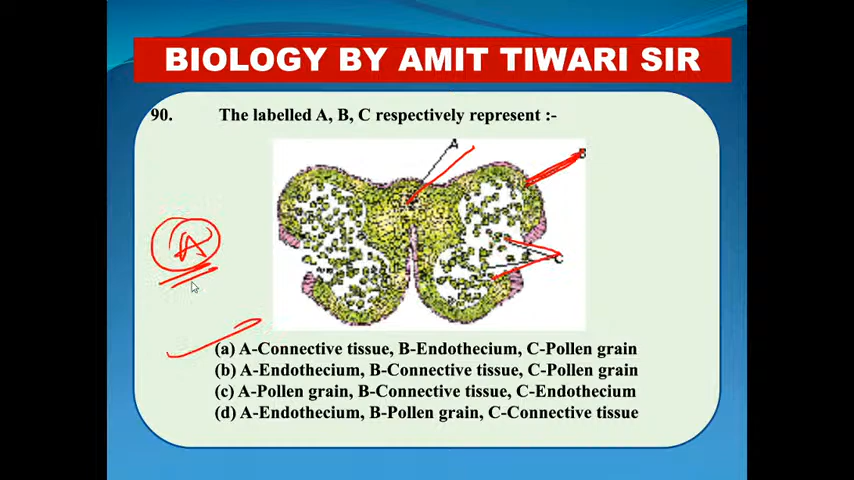 BIOLOGY BY AMIT TIWARI SIR
90. The labelled A, B, C respectively represent :-
A
B
A
C
(a) A-Connective tissue, B-Endothecium, C-Pollen grain
(b) A-Endothecium, B-Connective tissue, C-Pollen grain
(c) A-Pollen grain, B-Connective tissue, C-Endothecium
(d) A-Endothecium, B-Pollen grain, C-Connective tissue